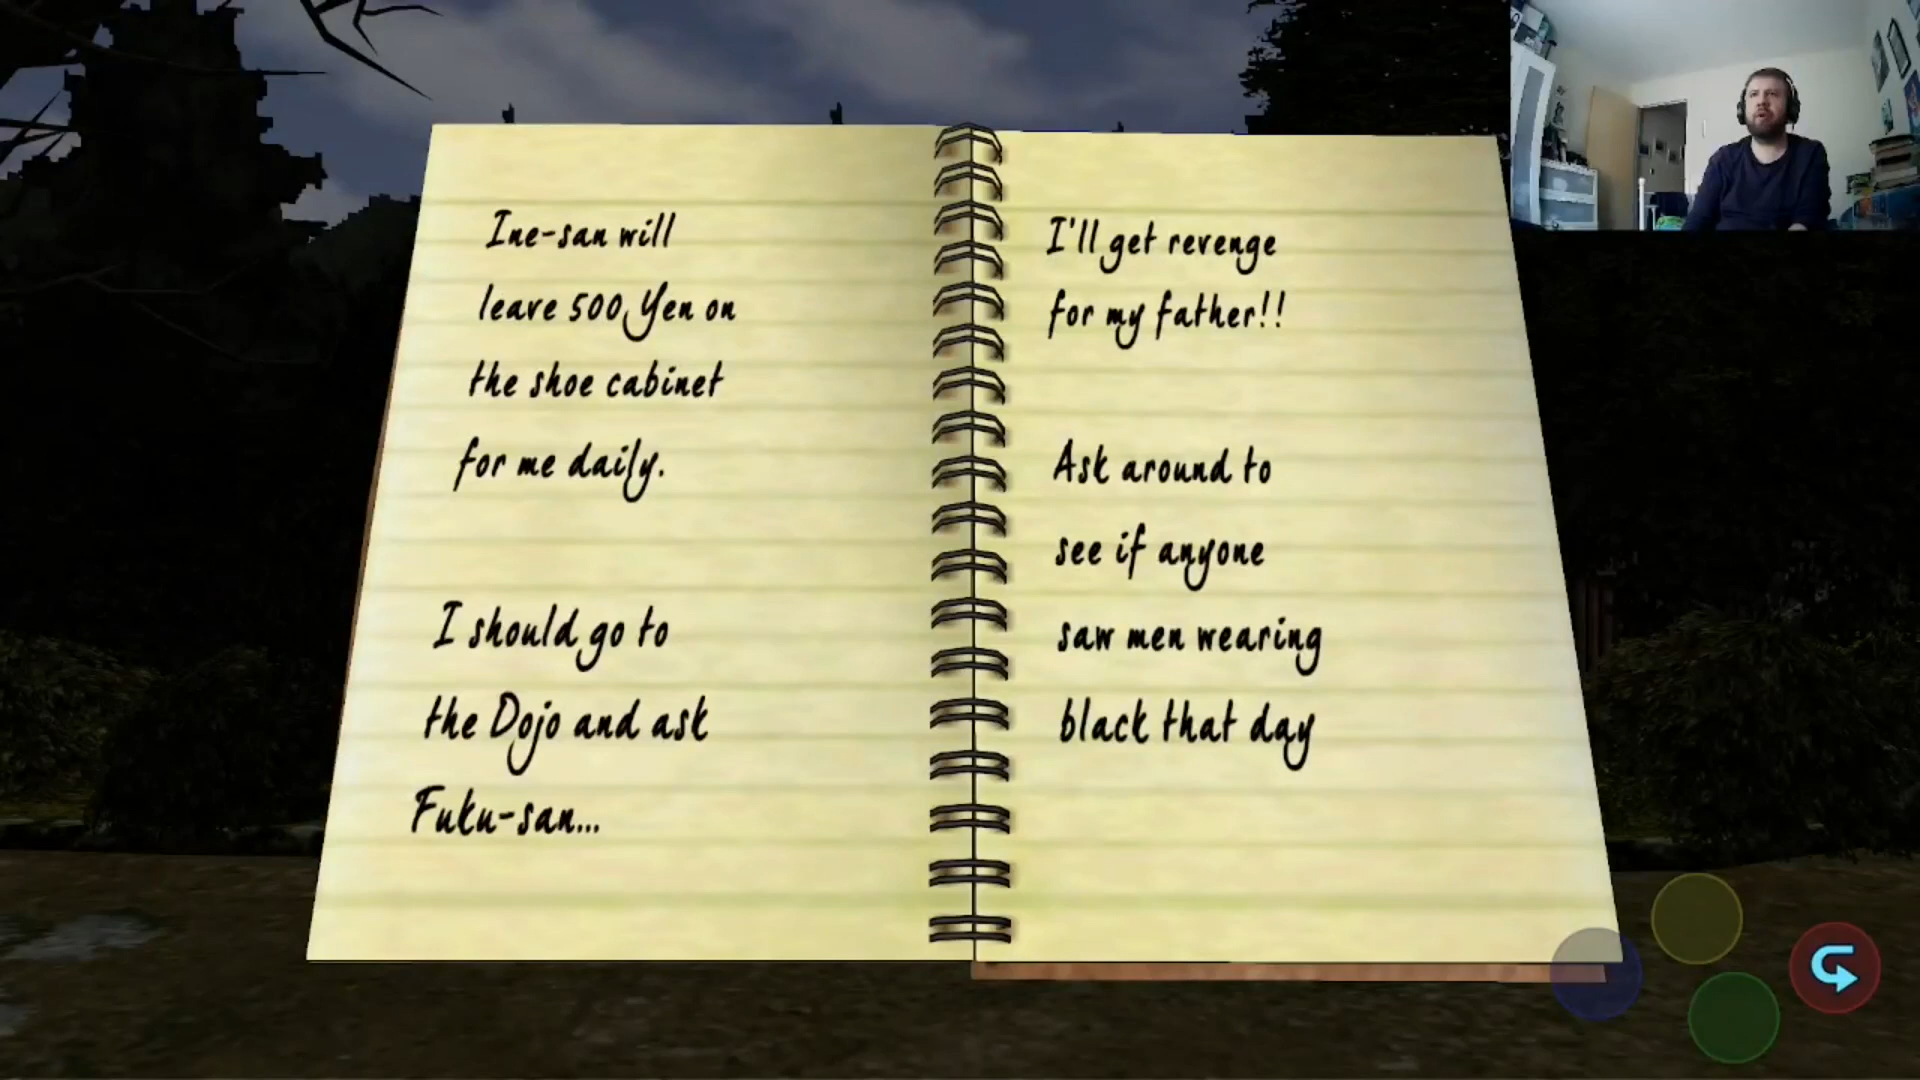 Ine-san will
leave 500 Yen on
the shoe cabinet
for me daily.
I should go to
the Dojo and ask
Fuku-san...
I'll get revenge
for my father!!
Ask around to
see if anyone
saw men wearing
black that day